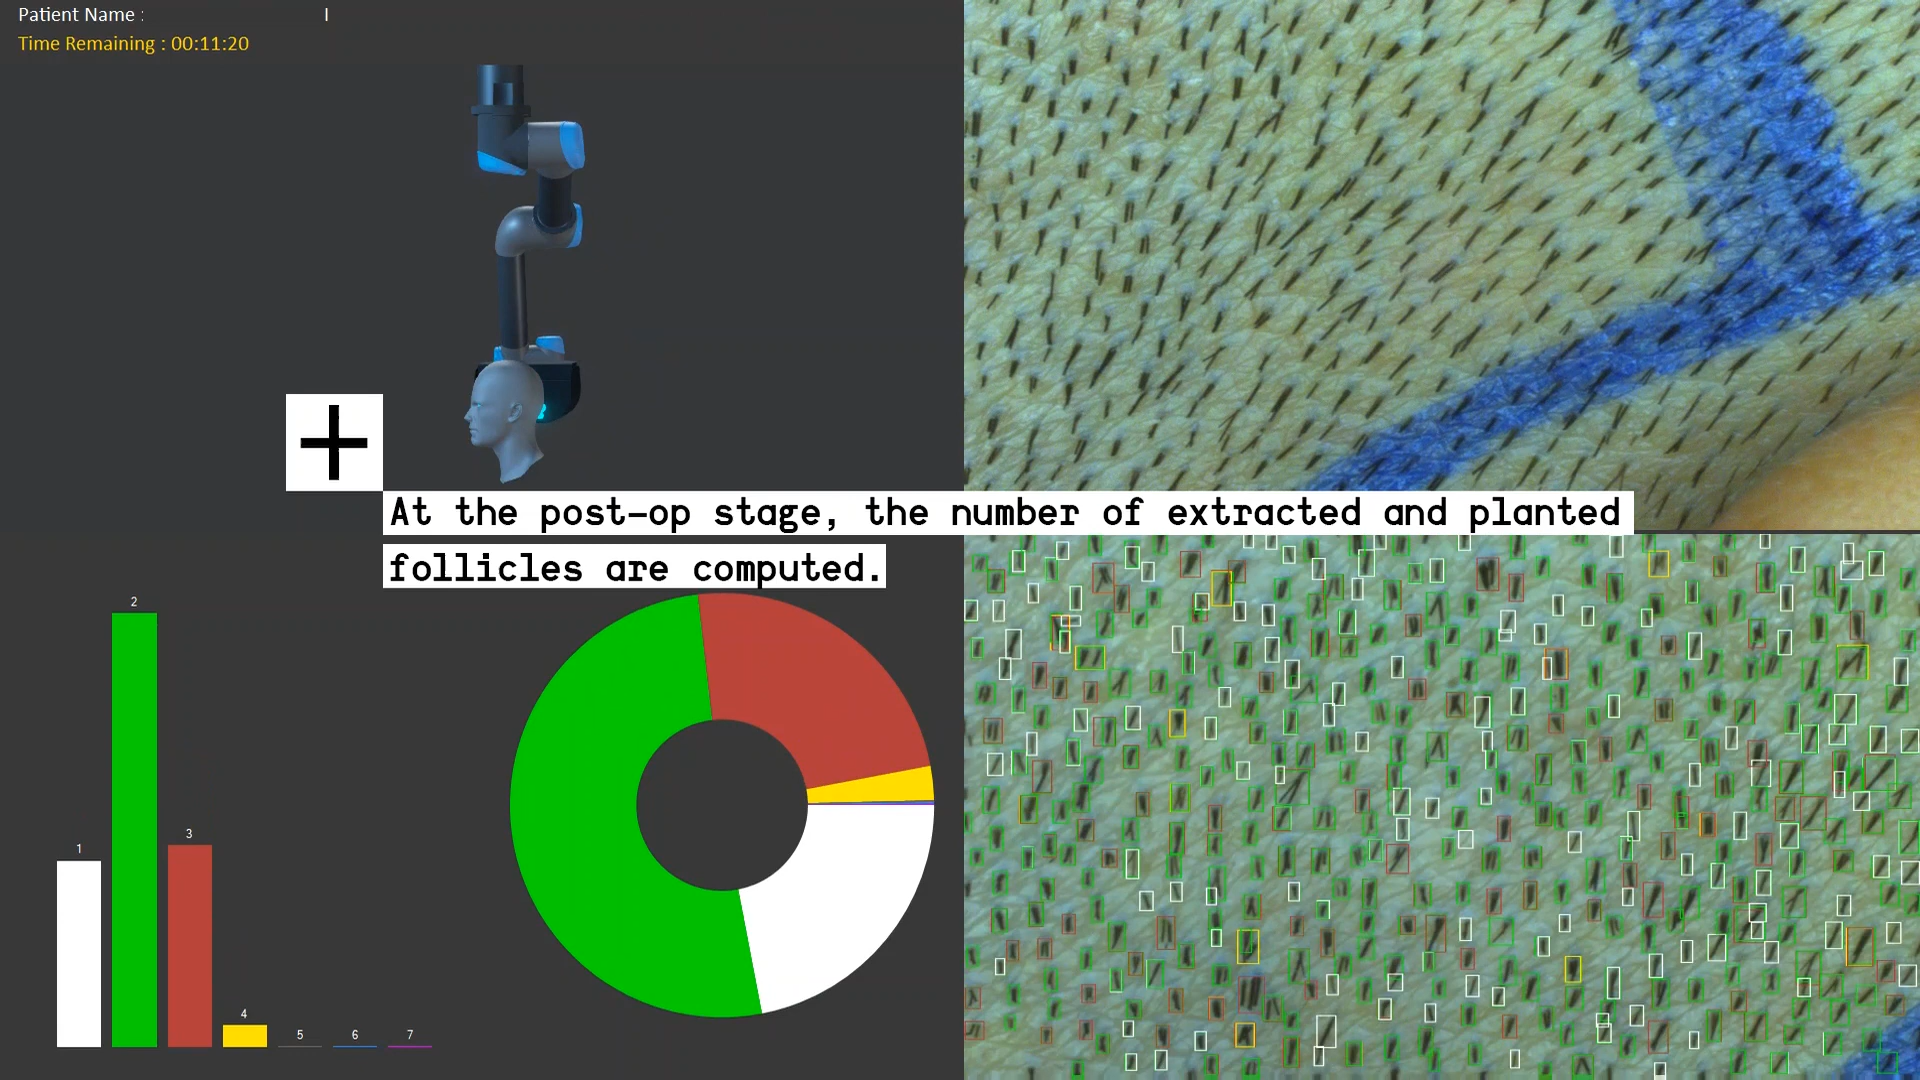 Patient Name : I
Time Remaining : 00:11:20
At the post-op stage, the number of extracted and planted
follicles are computed.
1
2
3
4
5
6
7